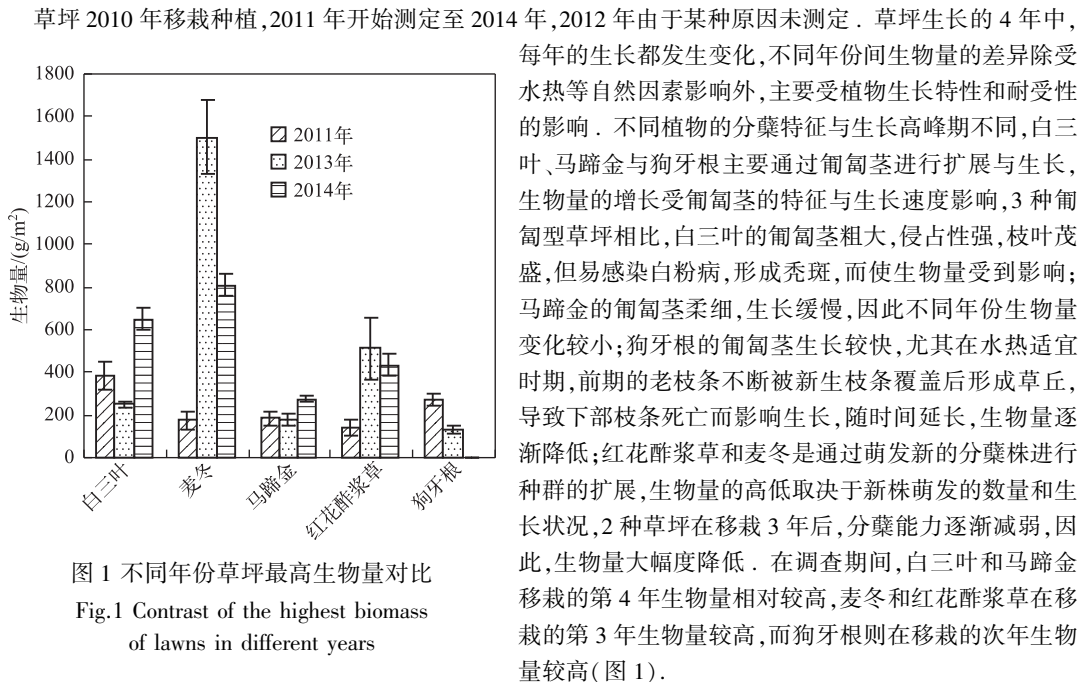 草坪 2010 年移栽种植,2011 年开始测定至 2014 年,2012 年由于某种原因未测定．草坪生长的 4 年中,
每年的生长都发生变化,不同年份间生物量的差异除受
水热等自然因素影响外,主要受植物生长特性和耐受性
的影响．不同植物的分蘖特征与生长高峰期不同,白三
叶、马蹄金与狗牙根主要通过匍匐茎进行扩展与生长,
生物量的增长受匍匐茎的特征与生长速度影响,3 种匍
匐型草坪相比,白三叶的匍匐茎粗大,侵占性强,枝叶茂
盛,但易感染白粉病,形成秃斑,而使生物量受到影响;
马蹄金的匍匐茎柔细,生长缓慢,因此不同年份生物量
变化较小;狗牙根的匍匐茎生长较快,尤其在水热适宜
时期,前期的老枝条不断被新生枝条覆盖后形成草丘,
导致下部枝条死亡而影响生长,随时间延长,生物量逐
渐降低;红花酢浆草和麦冬是通过萌发新的分蘖株进行
种群的扩展,生物量的高低取决于新株萌发的数量和生
长状况,2 种草坪在移栽 3 年后,分蘖能力逐渐减弱,因
此,生物量大幅度降低．在调查期间,白三叶和马蹄金
移栽的第 4 年生物量相对较高,麦冬和红花酢浆草在移
栽的第 3 年生物量较高,而狗牙根则在移栽的次年生物
量较高(图 1).
生物量/(g/m²)
1800
1600
1400
1200
1000
800
600
400
200
0
2011年
2013年
2014年
白三叶
麦冬
马蹄金
红花酢浆草
狗牙根
图 1 不同年份草坪最高生物量对比
Fig.1 Contrast of the highest biomass
of lawns in different years